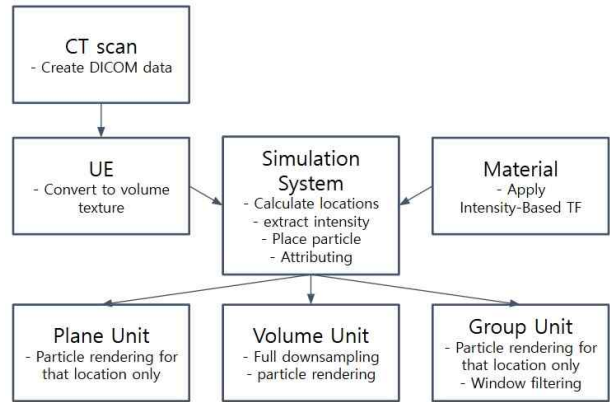 CT scan
- Create DICOM data
UE
- Convert to volume
texture
Simulation
System
- Calculate locations
- extract intensity
- Place particle
- Attributing
Material
- Apply
Intensity-Based TF
Plane Unit
- Particle rendering for
that location only
Volume Unit
- Full downsampling
- particle rendering
Group Unit
- Particle rendering for
that location only
- Window filtering